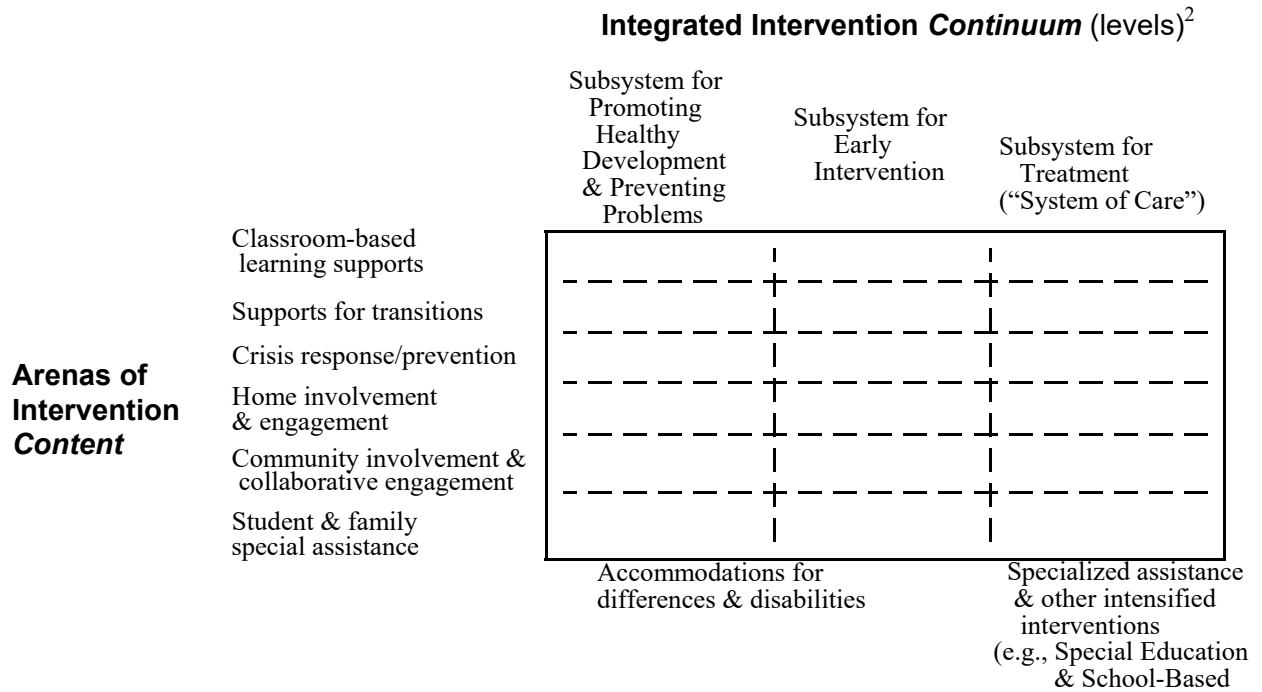 Integrated Intervention Continuum (levels)2
Subsystem for
Promoting
Healthy
Development
& Preventing
Problems
Subsystem for
Early
Intervention
Subsystem for
Treatment
(“System of Care”)
Arenas of
Intervention
Content
Classroom-based
learning supports
Supports for transitions
Crisis response/prevention
Home involvement
& engagement
Community involvement &
collaborative engagement
Student & family
special assistance
Accommodations for
differences & disabilities
Specialized assistance
& other intensified
interventions
(e.g., Special Education
& School-Based